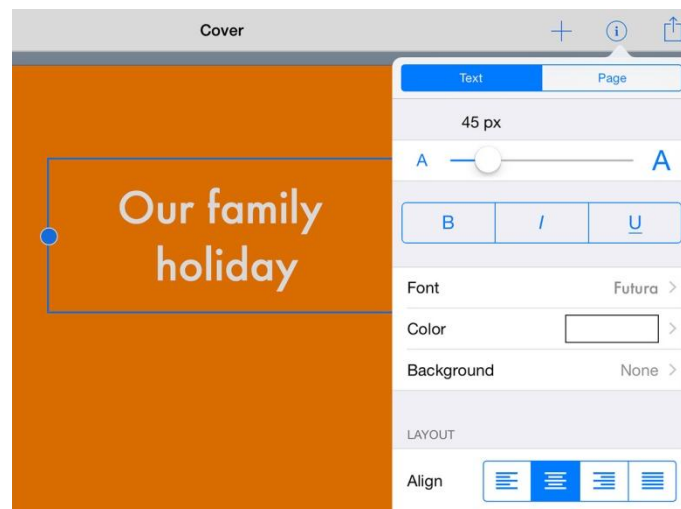 Cover
Text Page
45 px
A A
Our family
holiday
B I U
Font Futura
Color
Background None
LAYOUT
Align